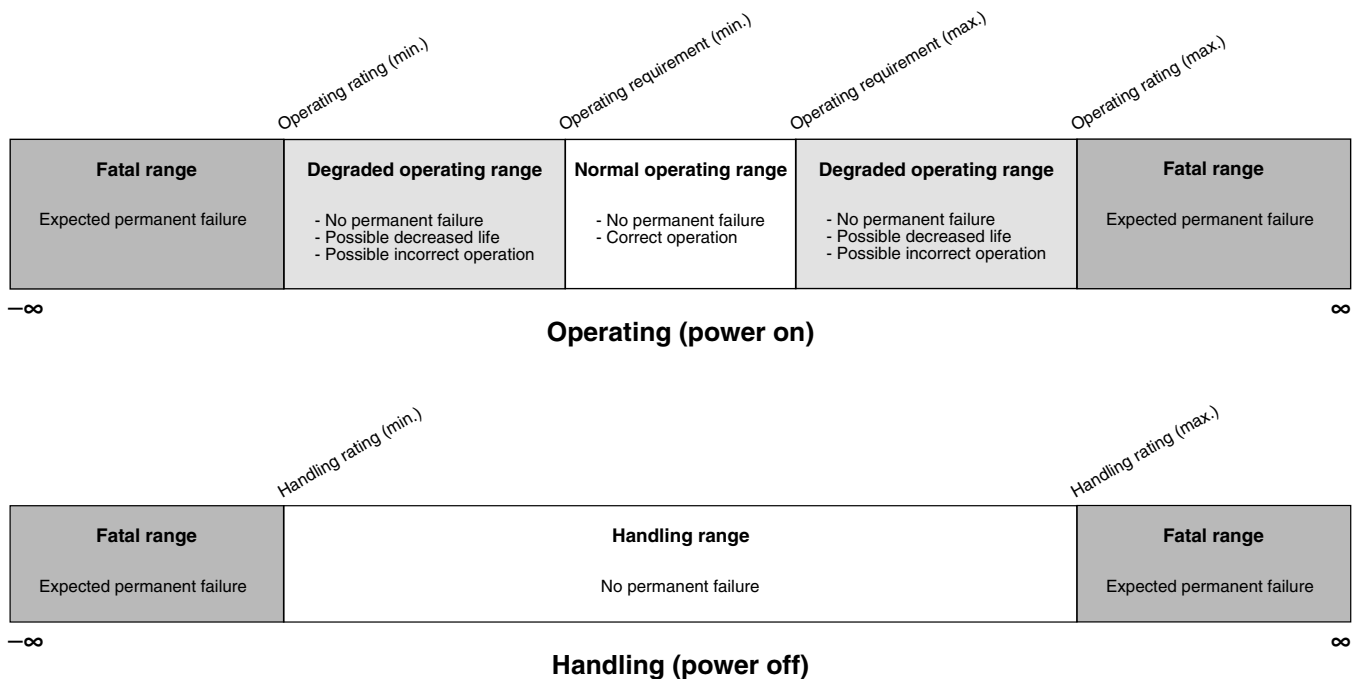 Operating rating (min.)
Operating requirement (min.)
Operating requirement (max.)
Operating rating (max.)
Fatal range
Expected permanent failure
Degraded operating range
- No permanent failure
- Possible decreased life
- Possible incorrect operation
Normal operating range
- No permanent failure
- Correct operation
Degraded operating range
- No permanent failure
- Possible decreased life
- Possible incorrect operation
Fatal range
Expected permanent failure
–∞
∞
Operating (power on)
Handling rating (min.)
Handling rating (max.)
Fatal range
Expected permanent failure
Handling range
No permanent failure
Fatal range
Expected permanent failure
–∞
∞
Handling (power off)